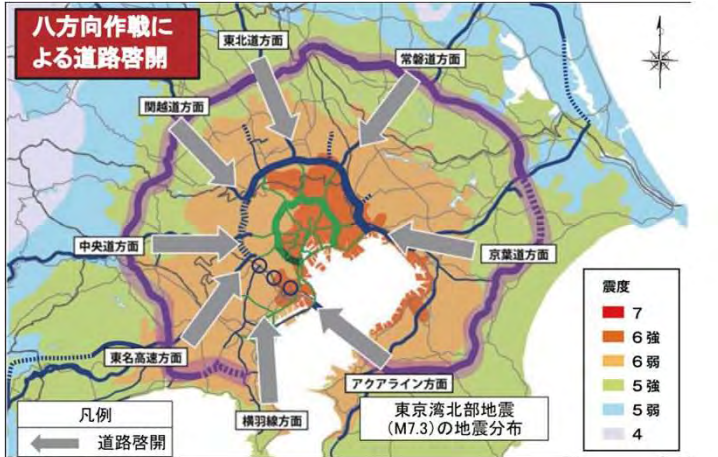 八方向作戦に
よる道路啓開
東北道方面
常磐道方面
関越道方面
中央道方面
京葉道方面
東名高速方面
アクアライン方面
横羽線方面
凡例
道路啓開
東京湾北部地震
(M7.3)の地震分布
震度
7
6強
6弱
5強
5弱
4